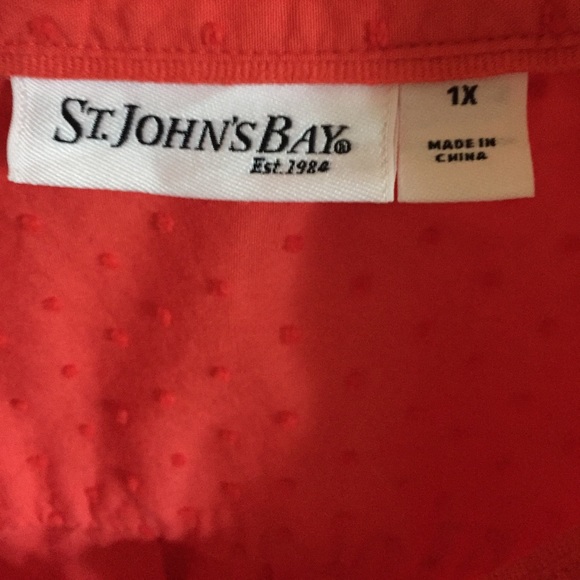 ST. JOHN'S BAY®
Est. 1984
1X
MADE IN
CHINA